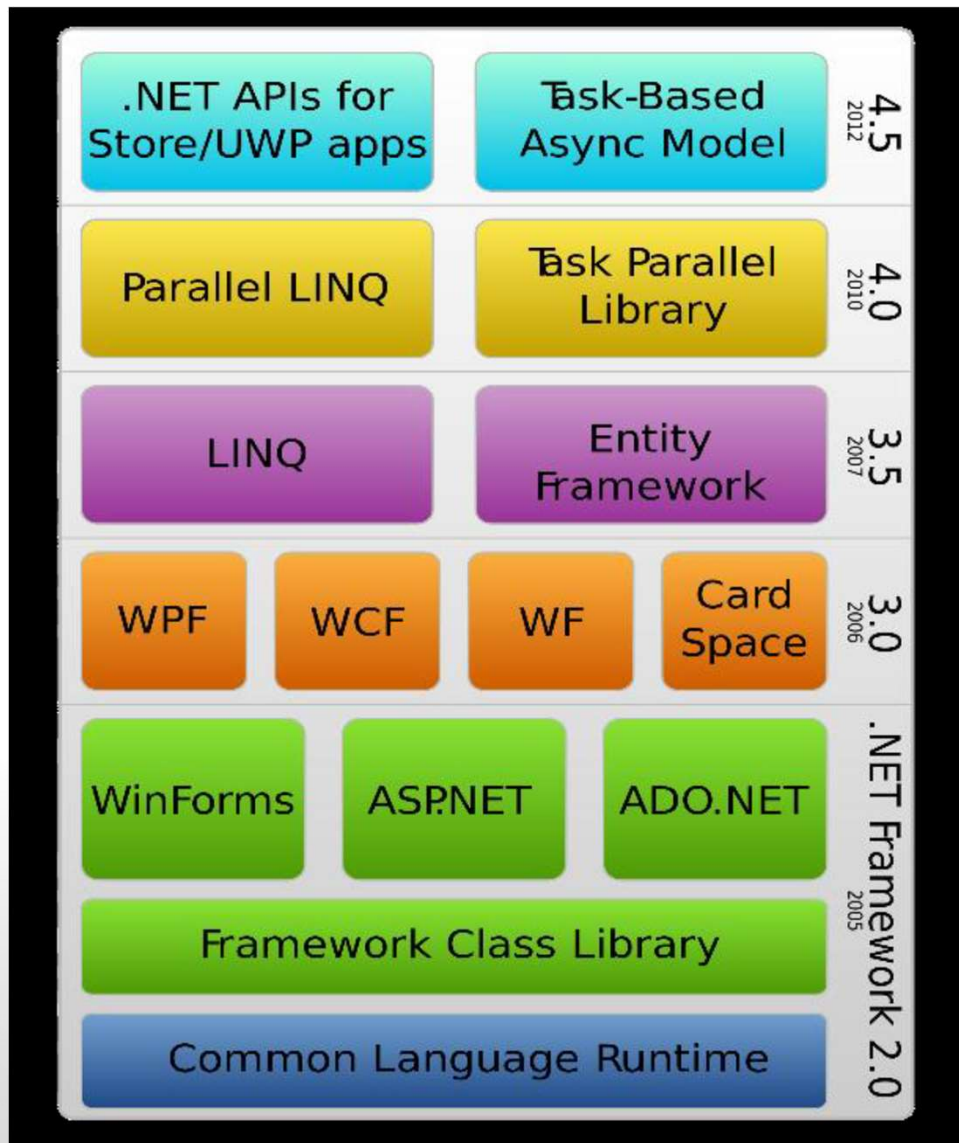 .NET APIs for
Store/UWP apps
Task-Based
Async Model
4.5
2012
Parallel LINQ
Task Parallel
Library
4.0
2010
LINQ
Entity
Framework
3.5
2007
WPF
WCF
WF
Card
Space
3.0
2006
WinForms
ASP.NET
ADO.NET
Framework Class Library
Common Language Runtime
.NET Framework 2.0
2005